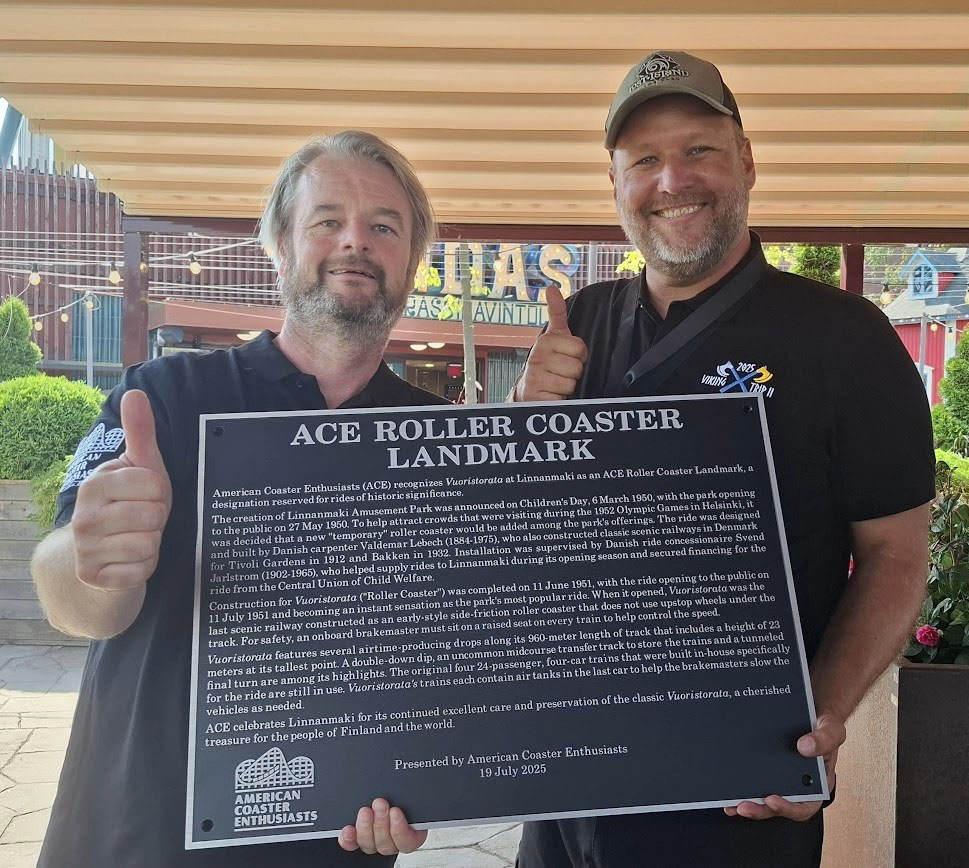 ISLAND
LAS
RAVINTOL
2025
VIKING TRIP II
AMERICAN
COASTER
ENTHUSIASTS
ACE ROLLER COASTER
LANDMARK
American Coaster Enthusiasts (ACE) recognizes Vuoristorata at Linnanmaki as an ACE Roller Coaster Landmark, a
designation reserved for rides of historic significance.
The creation of Linnanmaki Amusement Park was announced on Children's Day, 6 March 1950, with the park opening
to the public on 27 May 1950. To help attract crowds that were visiting during the 1952 Olympic Games in Helsinki, it
was decided that a new "temporary" roller coaster would be added among the park's offerings. The ride was designed
and built by Danish carpenter Valdemar Lebech (1884-1975), who also constructed classic scenic railways in Denmark
for Tivoli Gardens in 1912 and Bakken in 1932. Installation was supervised by Danish ride concessionaire Svend
Jarlstrom (1902-1965), who helped supply rides to Linnanmaki during its opening season and secured financing for the
ride from the Central Union of Child Welfare.
Construction for Vuoristorata ("Roller Coaster") was completed on 11 June 1951, with the ride opening to the public on
11 July 1951 and becoming an instant sensation as the park's most popular ride. When it opened, Vuoristorata was the
last scenic railway constructed as an early-style side-friction roller coaster that does not use upstop wheels under the
track. For safety, an onboard brakemaster must sit on a raised seat on every train to help control the speed.
Vuoristorata features several airtime-producing drops along its 960-meter length of track that includes a height of 23
meters at its tallest point. A double-down dip, an uncommon midcourse transfer track to store the trains and a tunneled
final turn are among its highlights. The original four 24-passenger, four-car trains that were built in-house specifically
for the ride are still in use. Vuoristorata's trains each contain air tanks in the last car to help the brakemasters slow the
vehicles as needed.
ACE celebrates Linnanmaki for its continued excellent care and preservation of the classic Vuoristorata, a cherished
treasure for the people of Finland and the world.
Presented by American Coaster Enthusiasts
19 July 2025
AMERICAN
COASTER
ENTHUSIASTS